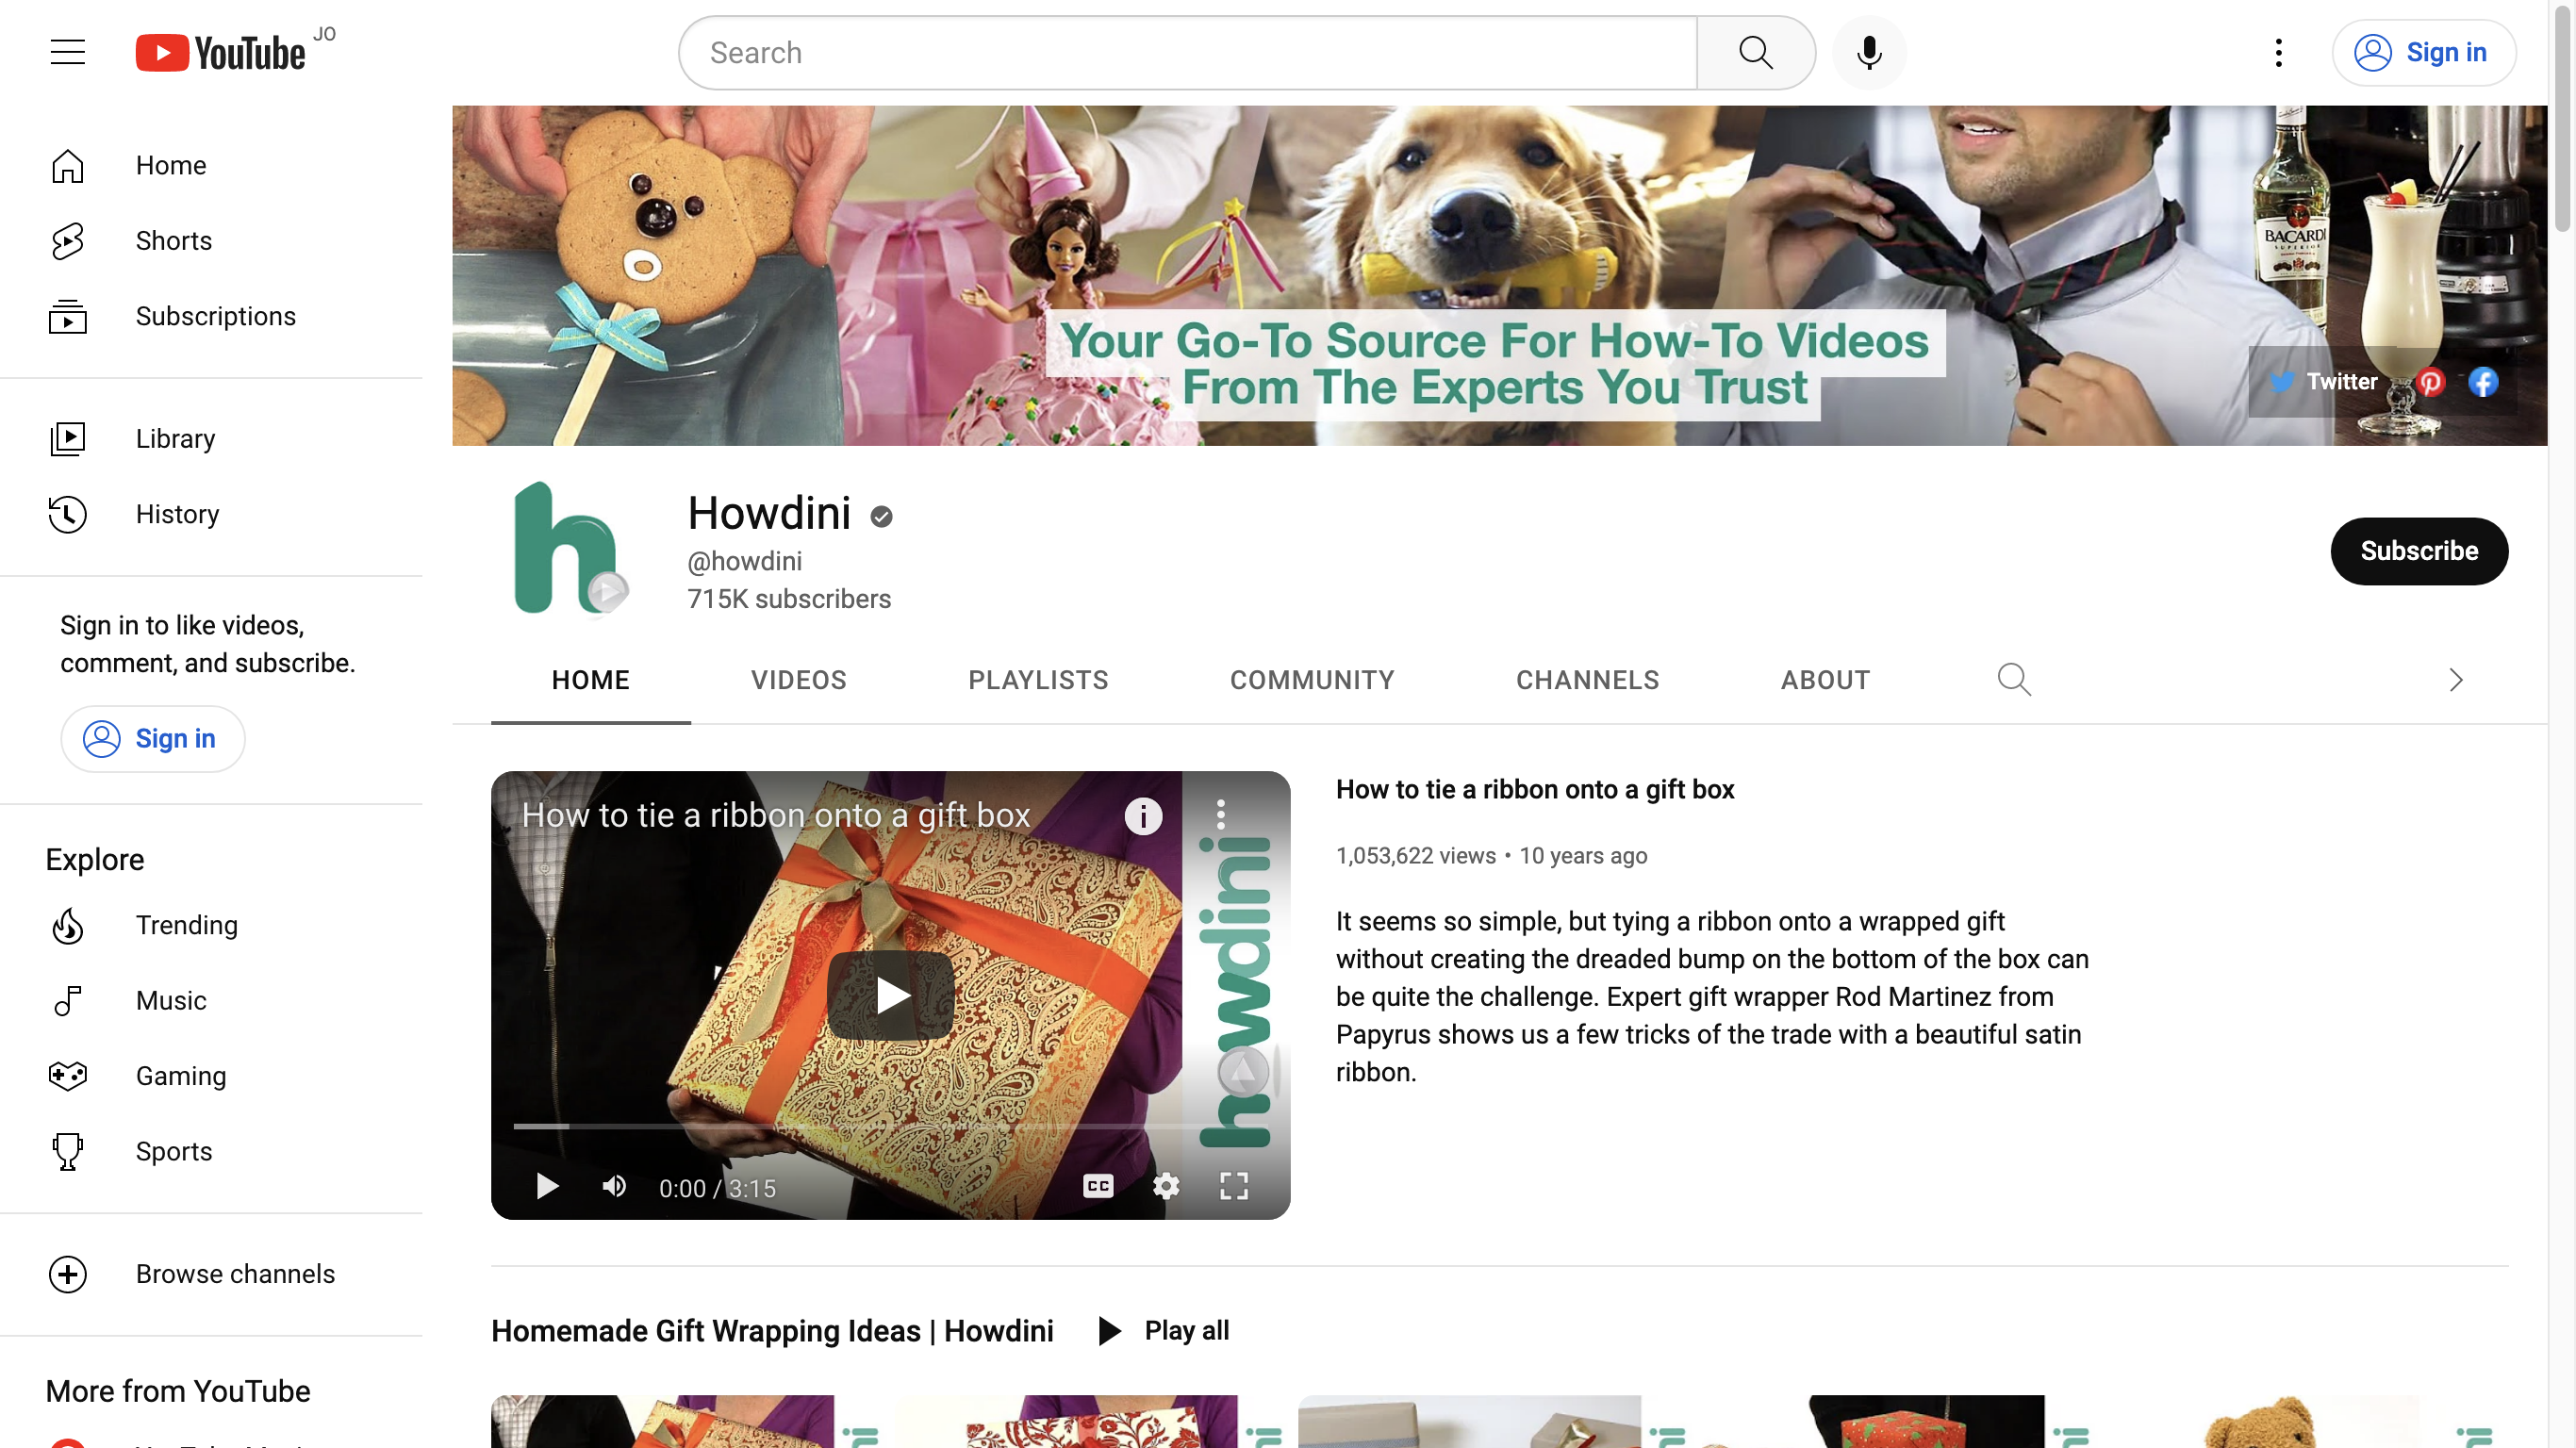 YouTube JO
Search
Sign in
Home
Shorts
Subscriptions
Library
History
Sign in to like videos,
comment, and subscribe.
Sign in
Explore
Trending
Music
Gaming
Sports
Browse channels
More from YouTube
BACARDI
SUPERIOR
Your Go-To Source For How-To Videos
From The Experts You Trust
Twitter
Howdini
@howdini
715K subscribers
Subscribe
HOME
VIDEOS
PLAYLISTS
COMMUNITY
CHANNELS
ABOUT
How to tie a ribbon onto a gift box
howdini
0:00 / 3:15
CC
How to tie a ribbon onto a gift box
1,053,622 views • 10 years ago
It seems so simple, but tying a ribbon onto a wrapped gift
without creating the dreaded bump on the bottom of the box can
be quite the challenge. Expert gift wrapper Rod Martinez from
Papyrus shows us a few tricks of the trade with a beautiful satin
ribbon.
Homemade Gift Wrapping Ideas | Howdini
Play all